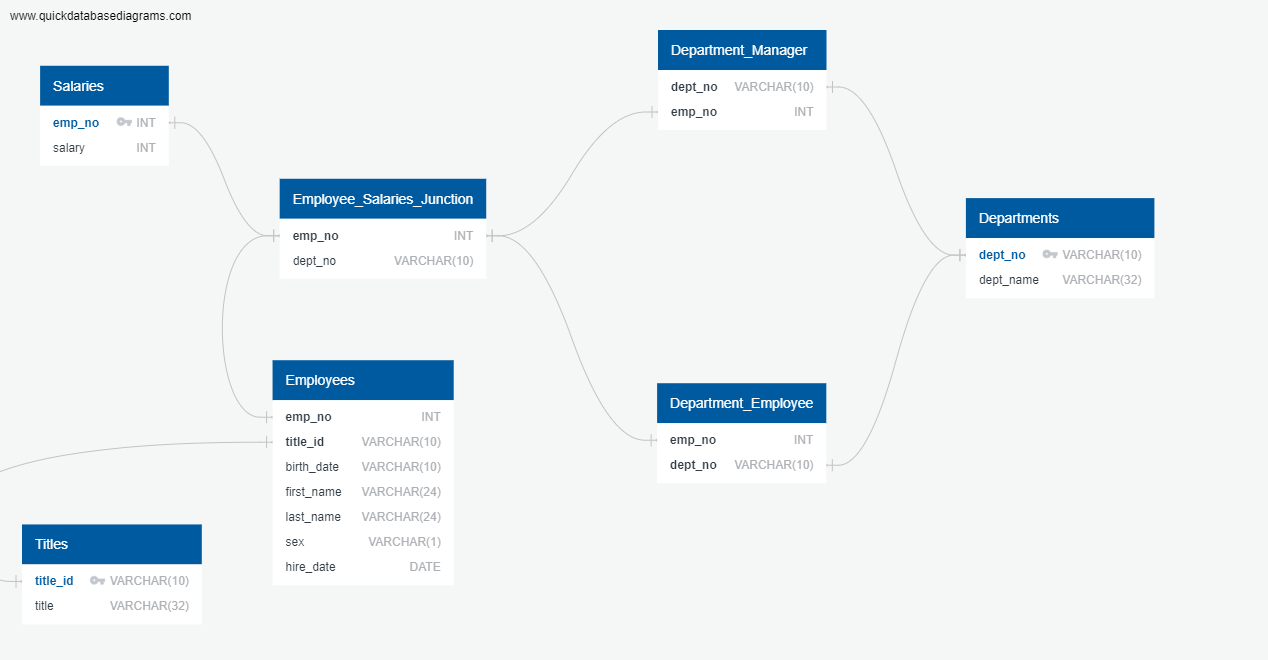 www.quickdatabasediagrams.com
Salaries
emp_no INT
salary INT
Employee_Salaries_Junction
emp_no INT
dept_no VARCHAR(10)
Employees
emp_no INT
title_id VARCHAR(10)
birth_date VARCHAR(10)
first_name VARCHAR(24)
last_name VARCHAR(24)
sex VARCHAR(1)
hire_date DATE
Titles
title_id VARCHAR(10)
title VARCHAR(32)
Department_Manager
dept_no VARCHAR(10)
emp_no INT
Department_Employee
emp_no INT
dept_no VARCHAR(10)
Departments
dept_no VARCHAR(10)
dept_name VARCHAR(32)